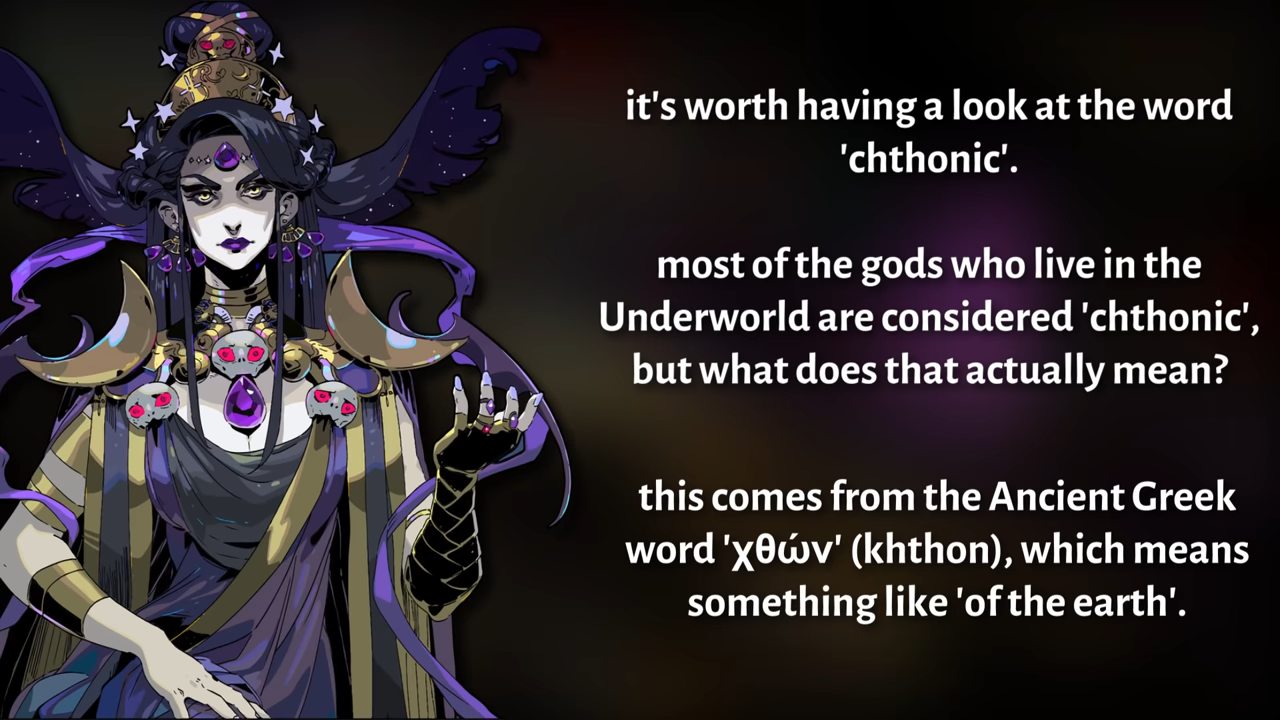 it's worth having a look at the word
'chthonic'.
most of the gods who live in the
Underworld are considered 'chthonic',
but what does that actually mean?
this comes from the Ancient Greek
word 'χθών' (khthon), which means
something like 'of the earth'.